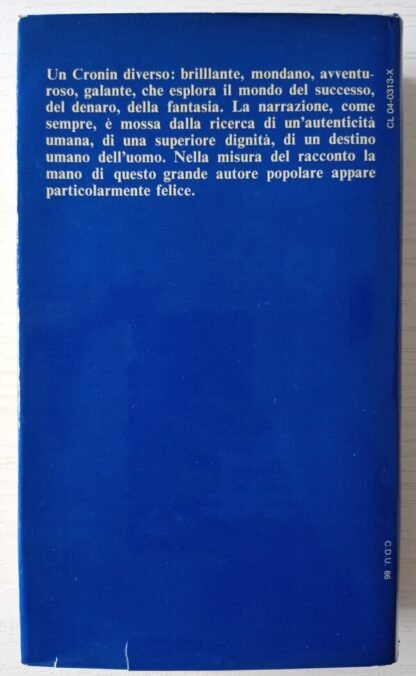 Un Cronin diverso: brilllante, mondano, avventu-
roso, galante, che esplora il mondo del successo,
del denaro, della fantasia. La narrazione, come
sempre, è mossa dalla ricerca di un'autenticità
umana, di una superiore dignità, di un destino
umano dell'uomo. Nella misura del racconto la
mano di questo grande autore popolare appare
particolarmente felice.
CL 04-0313-X
C.D.U. 86